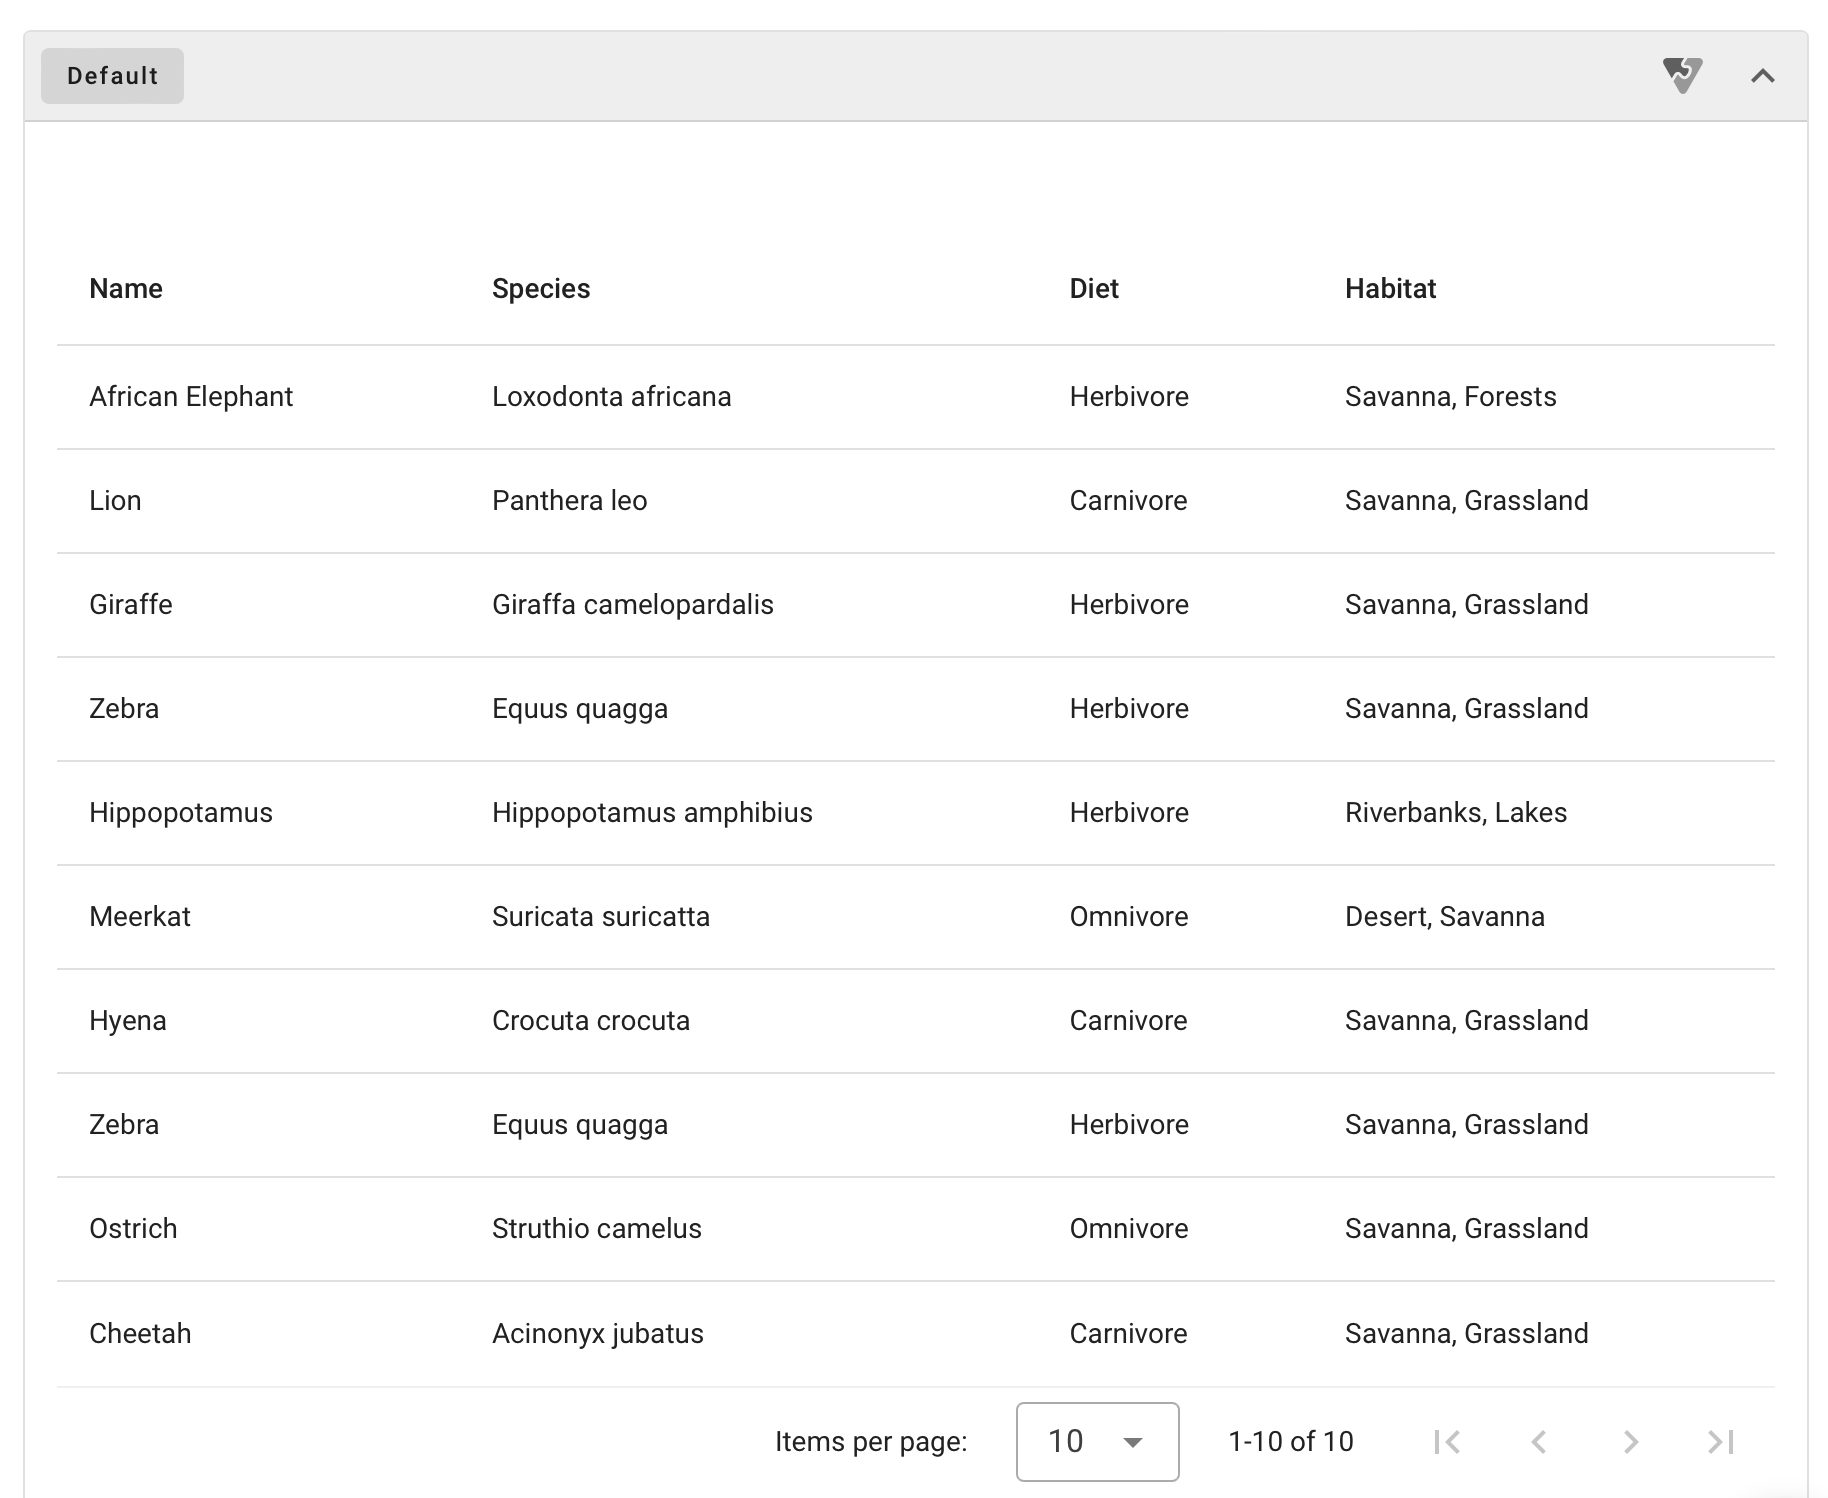 Default
Name Species Diet Habitat
African Elephant Loxodonta africana Herbivore Savanna, Forests
Lion Panthera leo Carnivore Savanna, Grassland
Giraffe Giraffa camelopardalis Herbivore Savanna, Grassland
Zebra Equus quagga Herbivore Savanna, Grassland
Hippopotamus Hippopotamus amphibius Herbivore Riverbanks, Lakes
Meerkat Suricata suricatta Omnivore Desert, Savanna
Hyena Crocuta crocuta Carnivore Savanna, Grassland
Zebra Equus quagga Herbivore Savanna, Grassland
Ostrich Struthio camelus Omnivore Savanna, Grassland
Cheetah Acinonyx jubatus Carnivore Savanna, Grassland
Items per page: 10 1-10 of 10